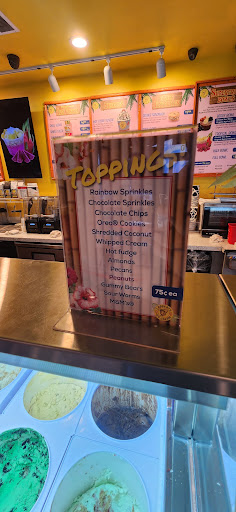 TOPPINGS
Rainbow Sprinkles
Chocolate Sprinkles
Chocolate Chips
Oreo® Cookies
Shredded Coconut
Whipped Cream
Hot fudge
Almonds
Pecans
Peanuts
Gummy Bears
Sour Worms
M&M's
75¢ ea